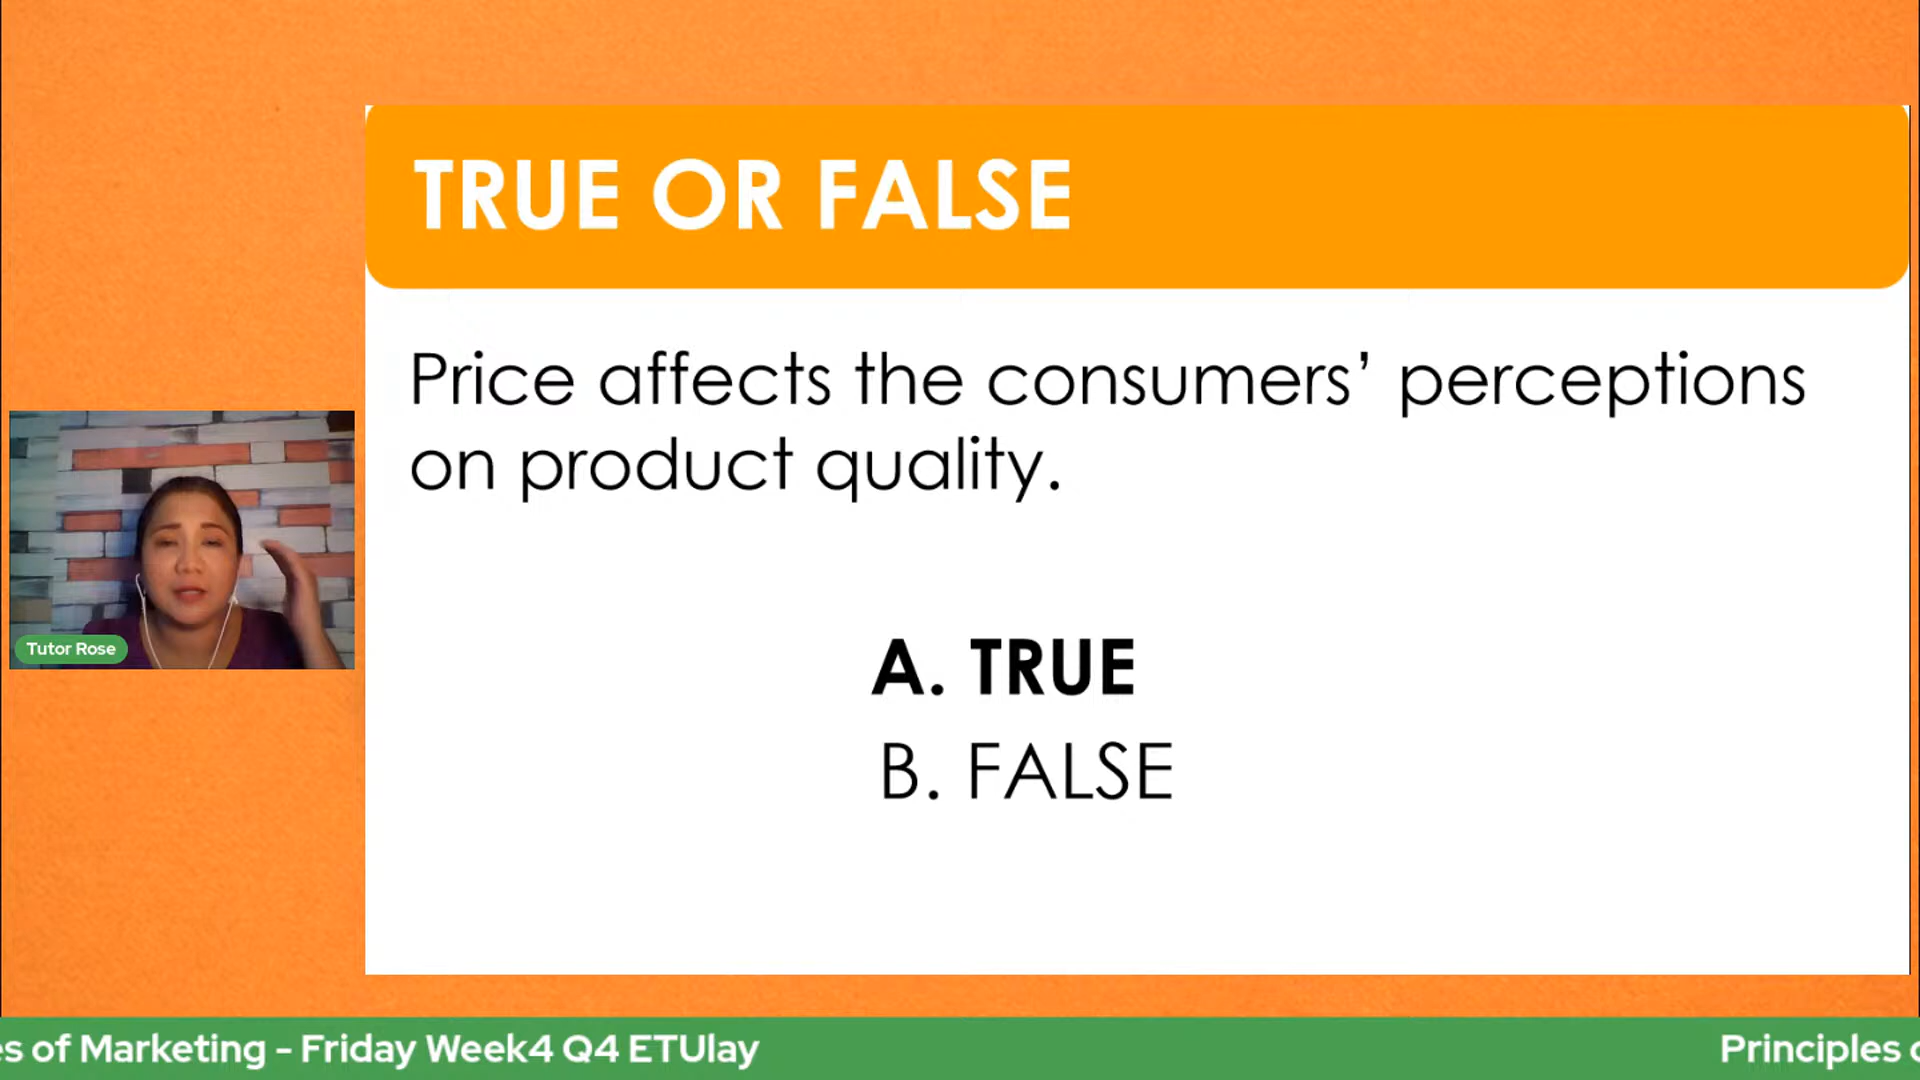 TRUE OR FALSE
Price affects the consumers’ perceptions
on product quality.
A. TRUE
B. FALSE
Tutor Rose
es of Marketing - Friday Week4 Q4 ETUlay
Principles